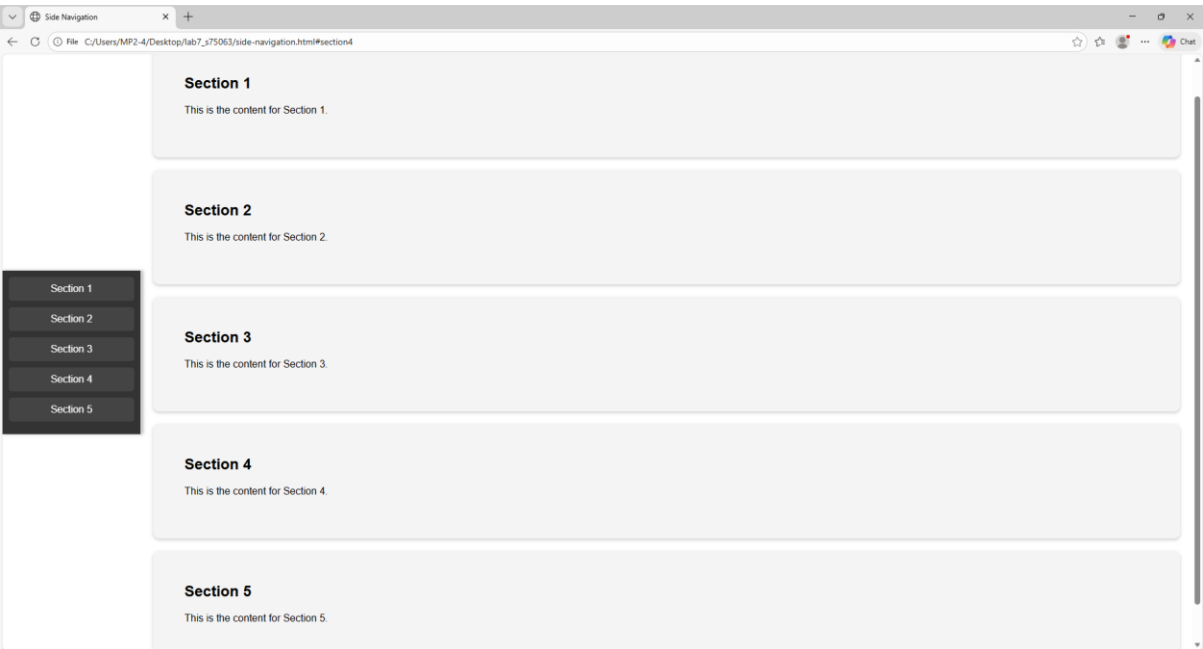 Side Navigation
File C:/Users/MP2-4/Desktop/lab7_s75063/side-navigation.html#section4
Chat
Section 1
This is the content for Section 1.
Section 2
This is the content for Section 2.
Section 1
Section 2
Section 3
Section 4
Section 5
Section 3
This is the content for Section 3.
Section 4
This is the content for Section 4.
Section 5
This is the content for Section 5.